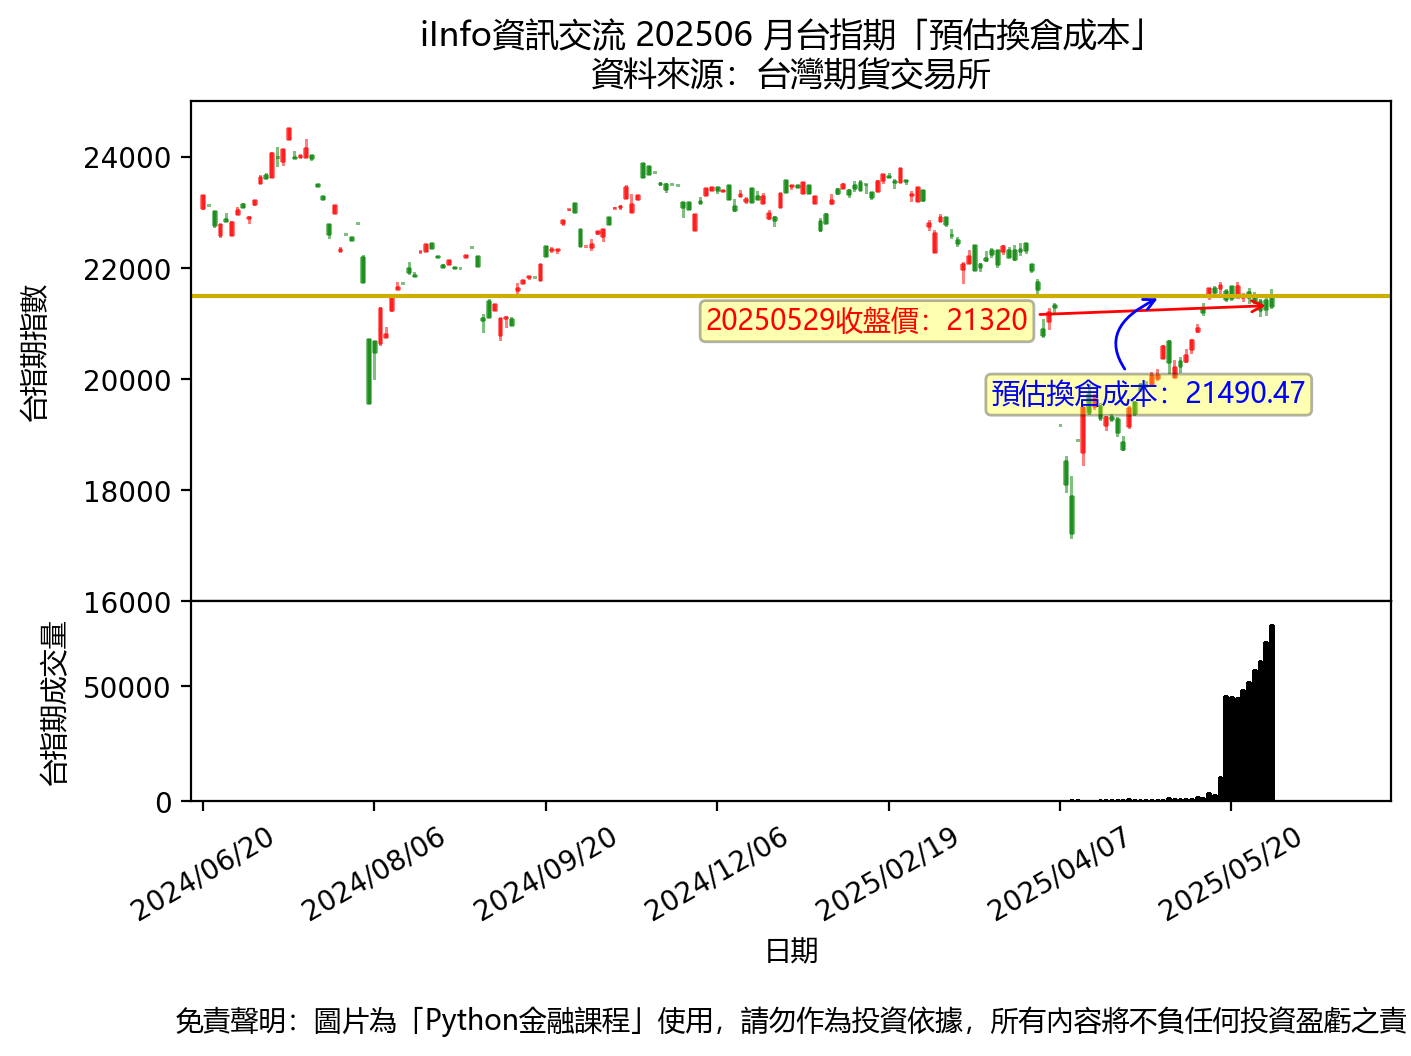 iInfo資訊交流 202506 月台指期「預估換倉成本」
資料來源：台灣期貨交易所
台指期指數
24000
22000
20000
18000
16000
20250529收盤價：21320
預估換倉成本：21490.47
台指期成交量
50000
0
2024/06/20
2024/08/06
2024/09/20
2024/12/06
2025/02/19
2025/04/07
2025/05/20
日期
免責聲明：圖片為「Python金融課程」使用，請勿作為投資依據，所有內容將不負任何投資盈虧之責